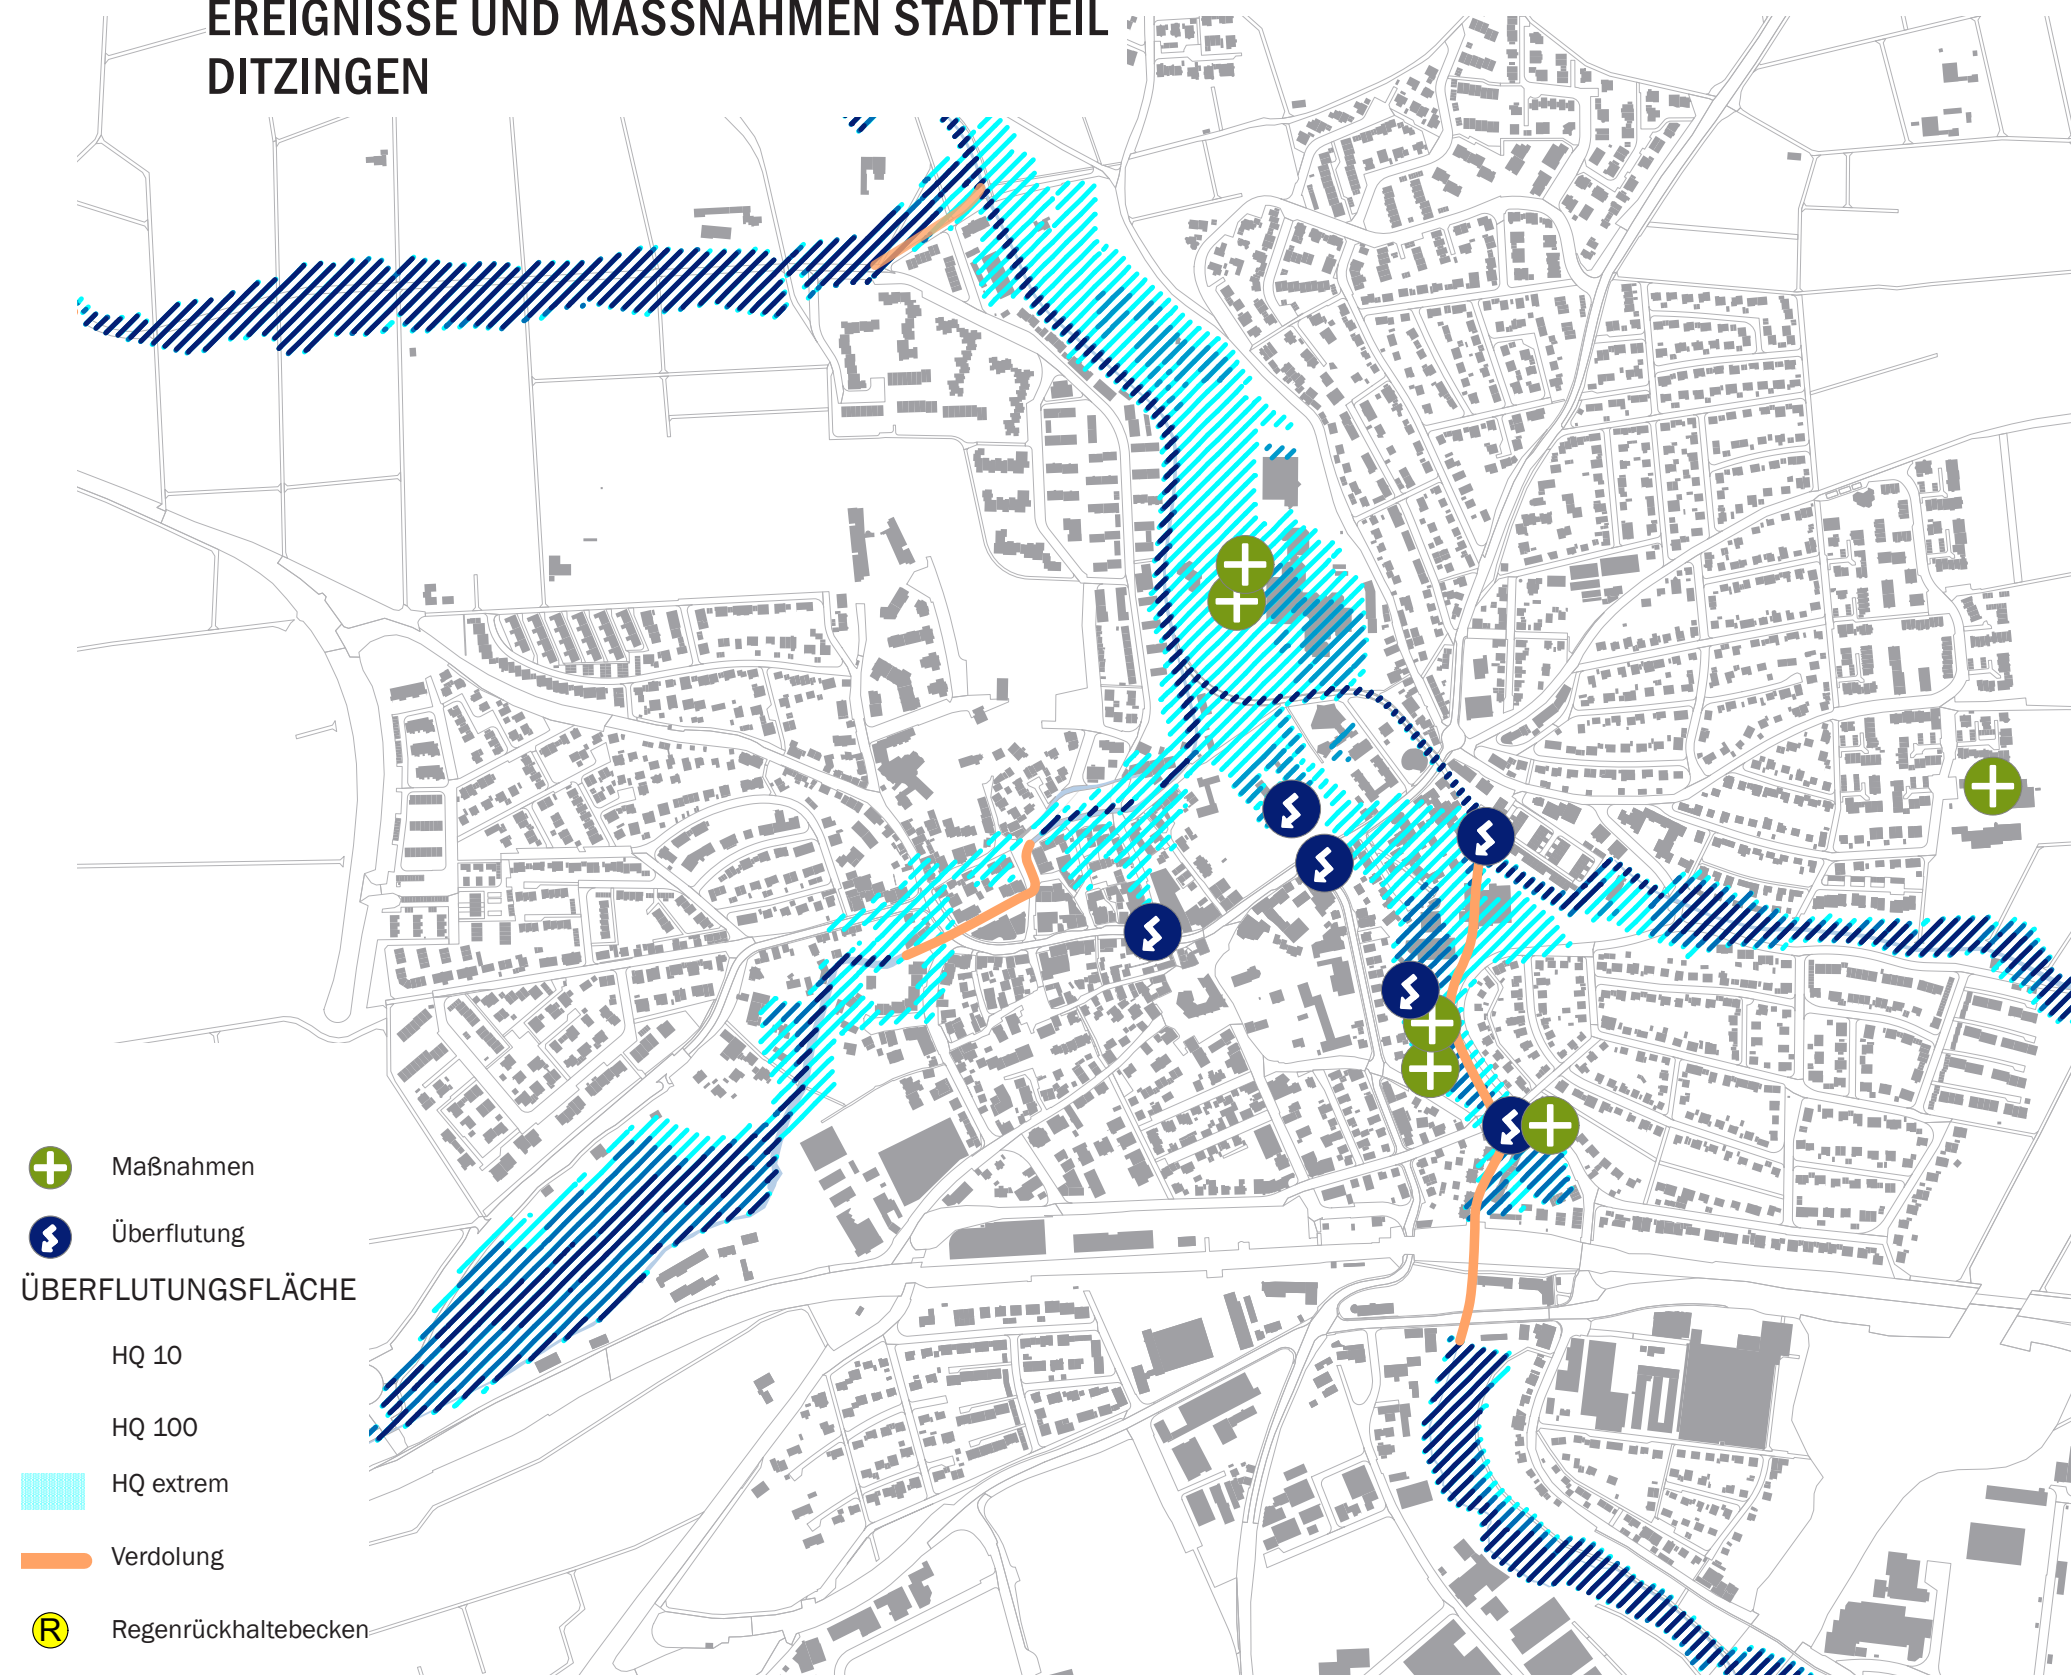 EREIGNISSE UND MASSNAHMEN STADTTEIL
DITZINGEN
Maßnahmen
Überflutung
ÜBERFLUTUNGSFLÄCHE
HQ 10
HQ 100
HQ extrem
Verdolung
R Regenrückhaltebecken